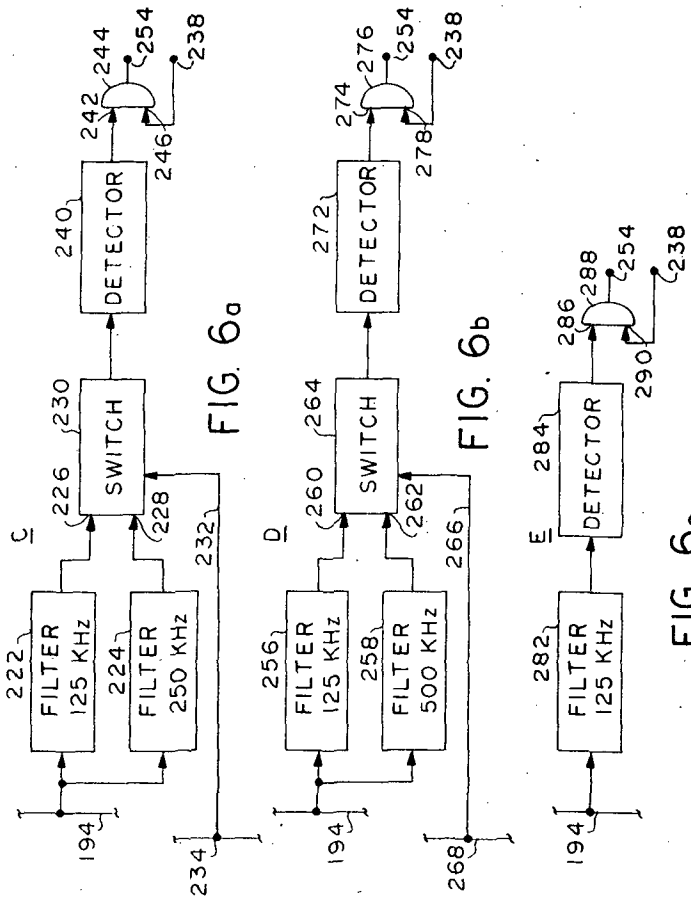 C
222
FILTER
125 KHz
224
FILTER
250 KHz
194
226
228
230
SWITCH
232
234
240
DETECTOR
242
244
246
254
238
FIG. 6a
D
256
FILTER
125 KHz
258
FILTER
500 KHz
194
260
262
264
SWITCH
266
268
272
DETECTOR
274
276
278
254
238
FIG. 6b
E
282
FILTER
125 KHz
194
284
DETECTOR
286
288
290
254
238
FIG. 6